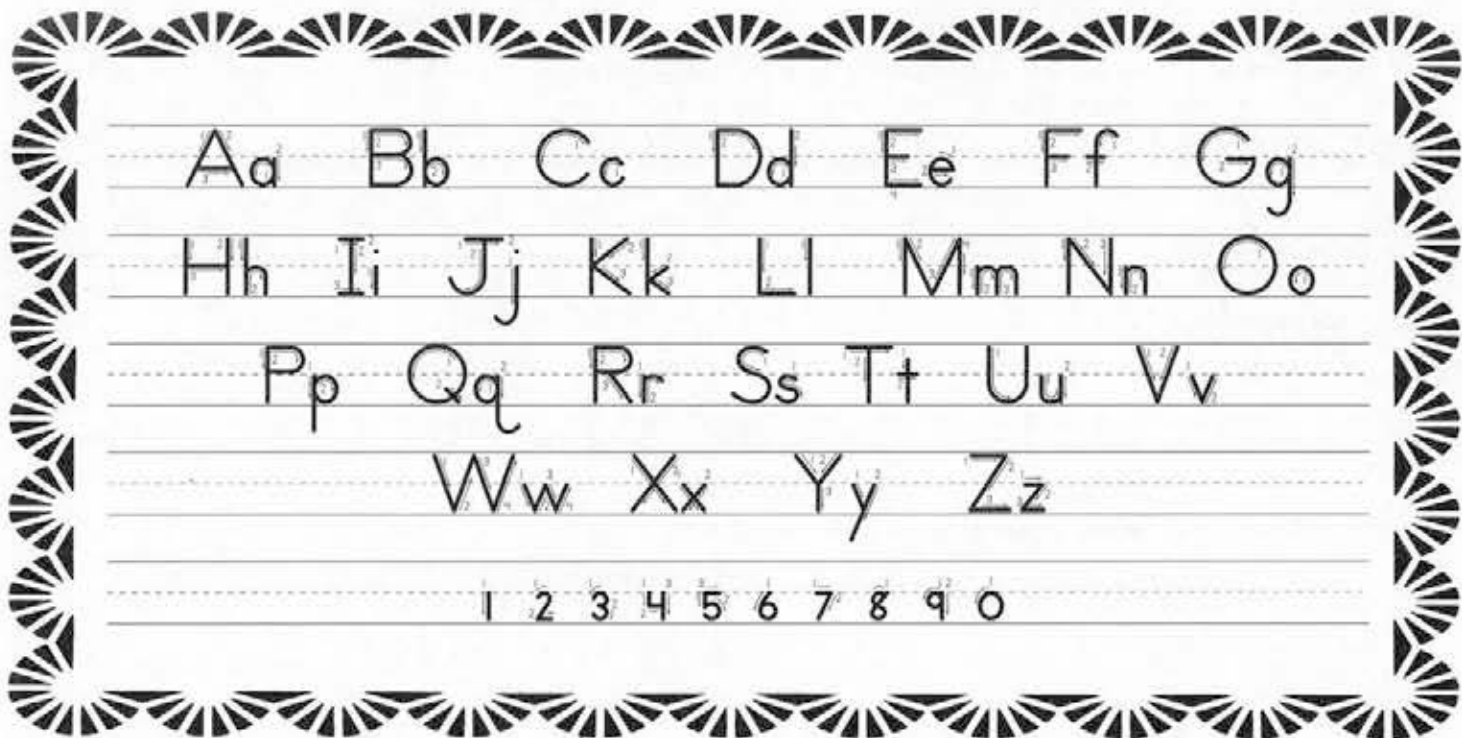 Aa Bb Cc Dd Ee Ff Gg
Hh Ii Jj Kk Ll Mm Nn Oo
Pp Qq Rr Ss Tt Uu Vv
Ww Xx Yy Zz
1 2 3 4 5 6 7 8 9 0